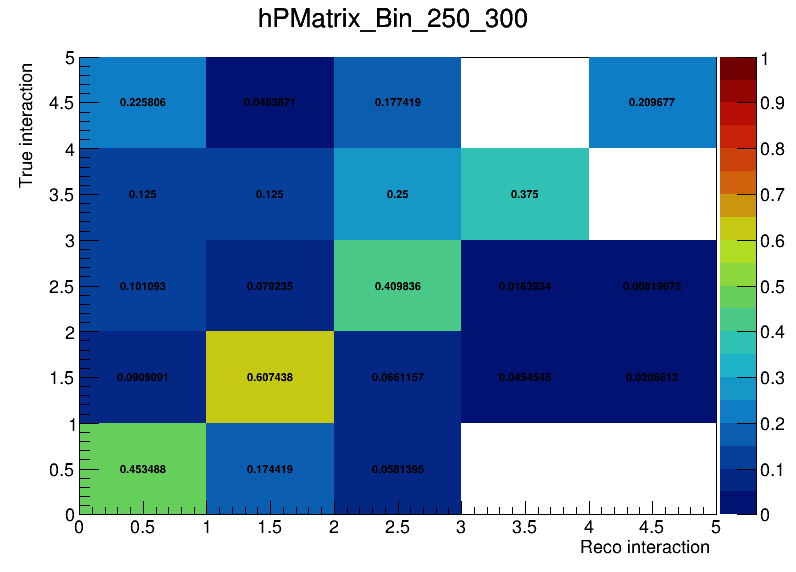 hPMatrix_Bin_250_300
True interaction
5
4.5
4
3.5
3
2.5
2
1.5
1
0.5
0
0.225806 0.0483871 0.177419 0.209677
0.125 0.125 0.25 0.375
0.101093 0.079235 0.409836 0.0163934 0.00819672
0.0909091 0.607438 0.0661157 0.0454545 0.0206612
0.453488 0.174419 0.0581395
0 0.5 1 1.5 2 2.5 3 3.5 4 4.5 5
Reco interaction
1
0.9
0.8
0.7
0.6
0.5
0.4
0.3
0.2
0.1
0